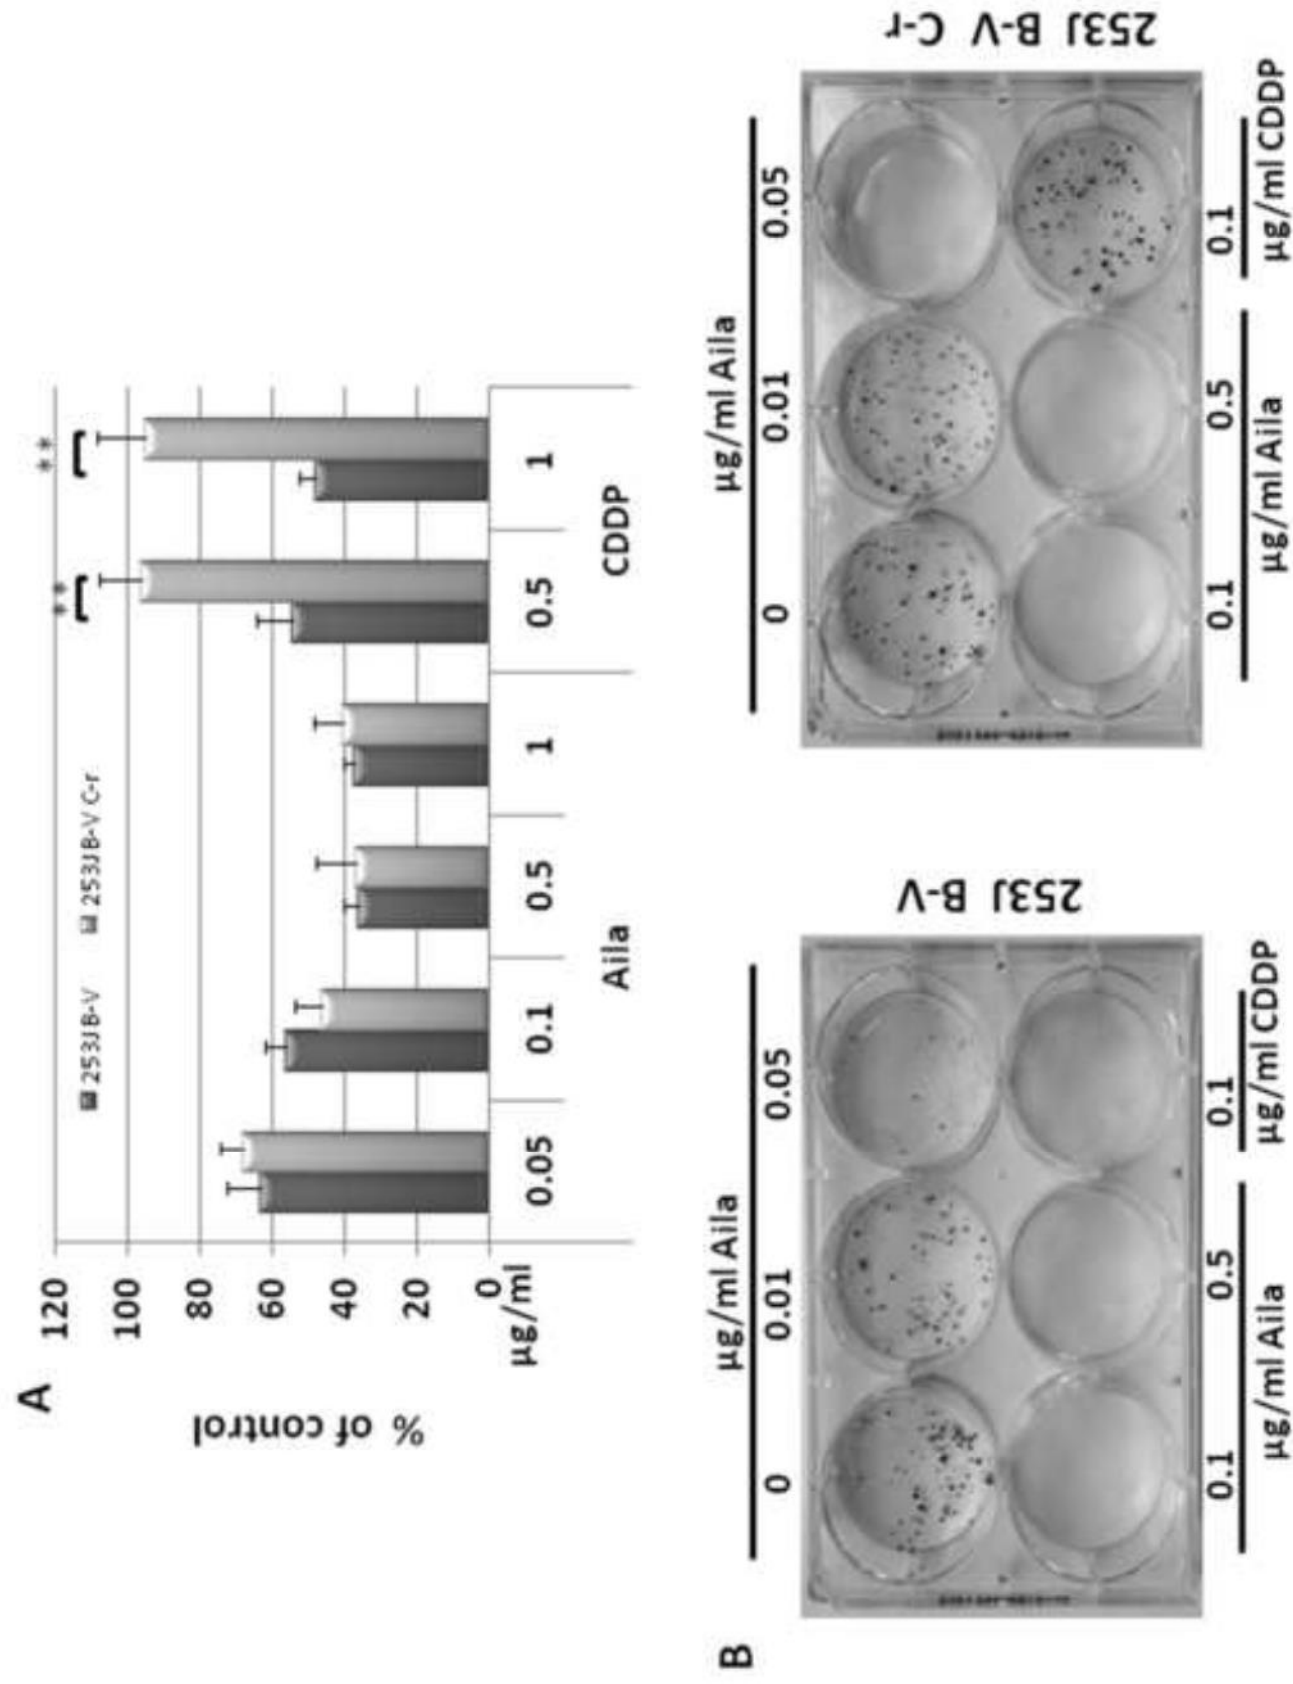 A
253J B-V 253J B-V C-r
**
**
120
100
80
60
40
20
0
% of control
µg/ml
0.05 0.1 0.5 1 0.5 1
Aila CDDP
B
µg/ml Aila
0 0.01 0.05
253J B-V
0.1 0.5 0.1
µg/ml Aila µg/ml CDDP
µg/ml Aila
0 0.01 0.05
253J B-V C-r
0.1 0.5 0.1
µg/ml Aila µg/ml CDDP